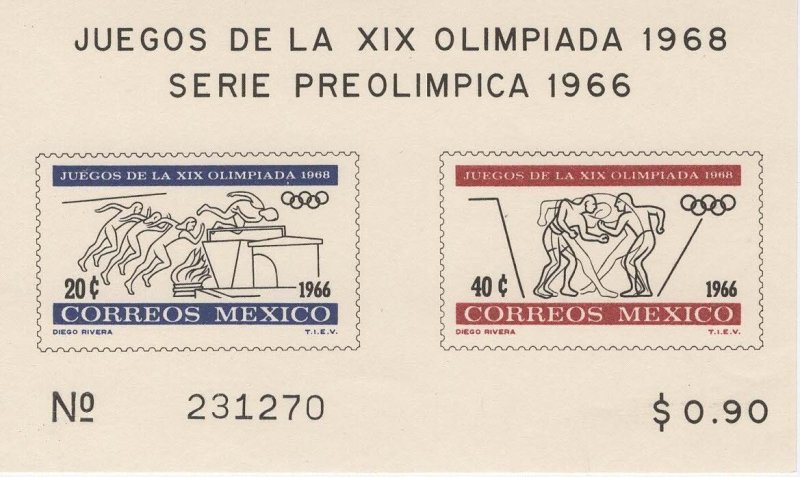 JUEGOS DE LA XIX OLIMPIADA 1968
SERIE PREOLIMPICA 1966
JUEGOS DE LA XIX OLIMPIADA 1968
20 ¢
1966
CORREOS MEXICO
DIEGO RIVERA
T.I.E.V.
JUEGOS DE LA XIX OLIMPIADA 1968
40 ¢
1966
CORREOS MEXICO
DIEGO RIVERA
T.I.E.V.
Nº 231270
$ 0.90